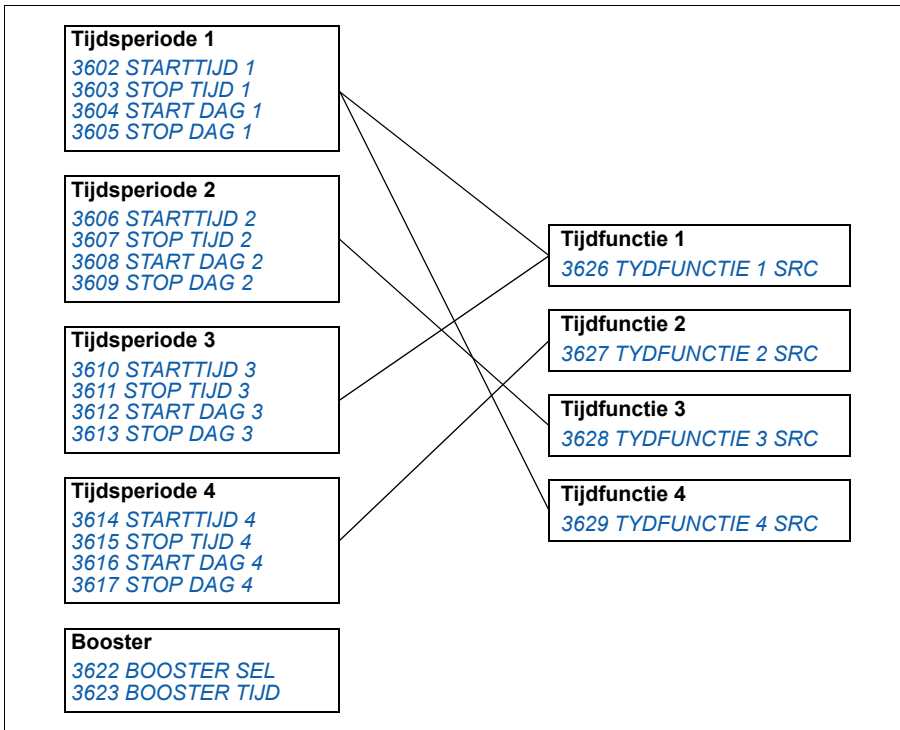 Tijdsperiode 1
3602 STARTTIJD 1
3603 STOP TIJD 1
3604 START DAG 1
3605 STOP DAG 1
Tijdsperiode 2
3606 STARTTIJD 2
3607 STOP TIJD 2
3608 START DAG 2
3609 STOP DAG 2
Tijdsperiode 3
3610 STARTTIJD 3
3611 STOP TIJD 3
3612 START DAG 3
3613 STOP DAG 3
Tijdsperiode 4
3614 STARTTIJD 4
3615 STOP TIJD 4
3616 START DAG 4
3617 STOP DAG 4
Booster
3622 BOOSTER SEL
3623 BOOSTER TIJD
Tijdfunctie 1
3626 TYDFUNCTIE 1 SRC
Tijdfunctie 2
3627 TYDFUNCTIE 2 SRC
Tijdfunctie 3
3628 TYDFUNCTIE 3 SRC
Tijdfunctie 4
3629 TYDFUNCTIE 4 SRC